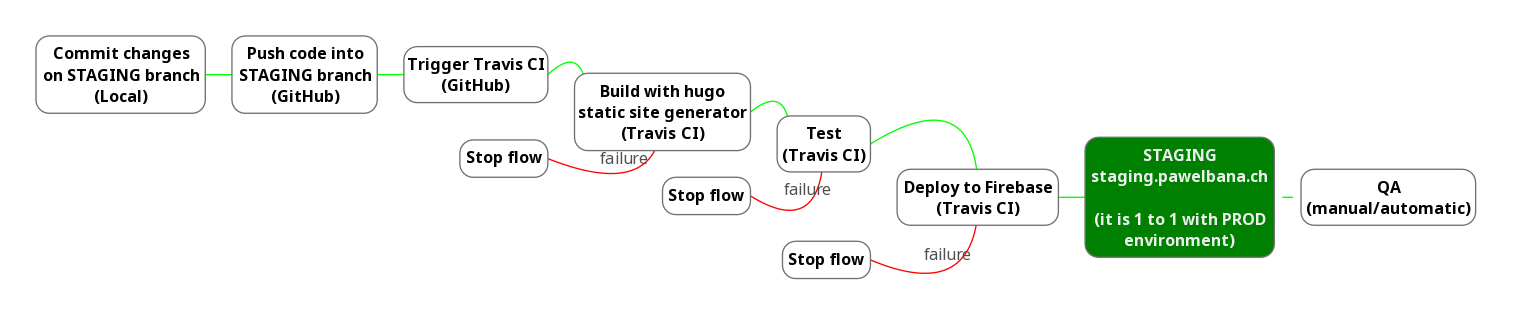 Commit changes
on STAGING branch
(Local)
Push code into
STAGING branch
(GitHub)
Trigger Travis CI
(GitHub)
Build with hugo
static site generator
(Travis CI)
Stop flow
failure
Test
(Travis CI)
Stop flow
failure
Deploy to Firebase
(Travis CI)
Stop flow
failure
STAGING
staging.pawelbana.ch
(it is 1 to 1 with PROD
environment)
QA
(manual/automatic)